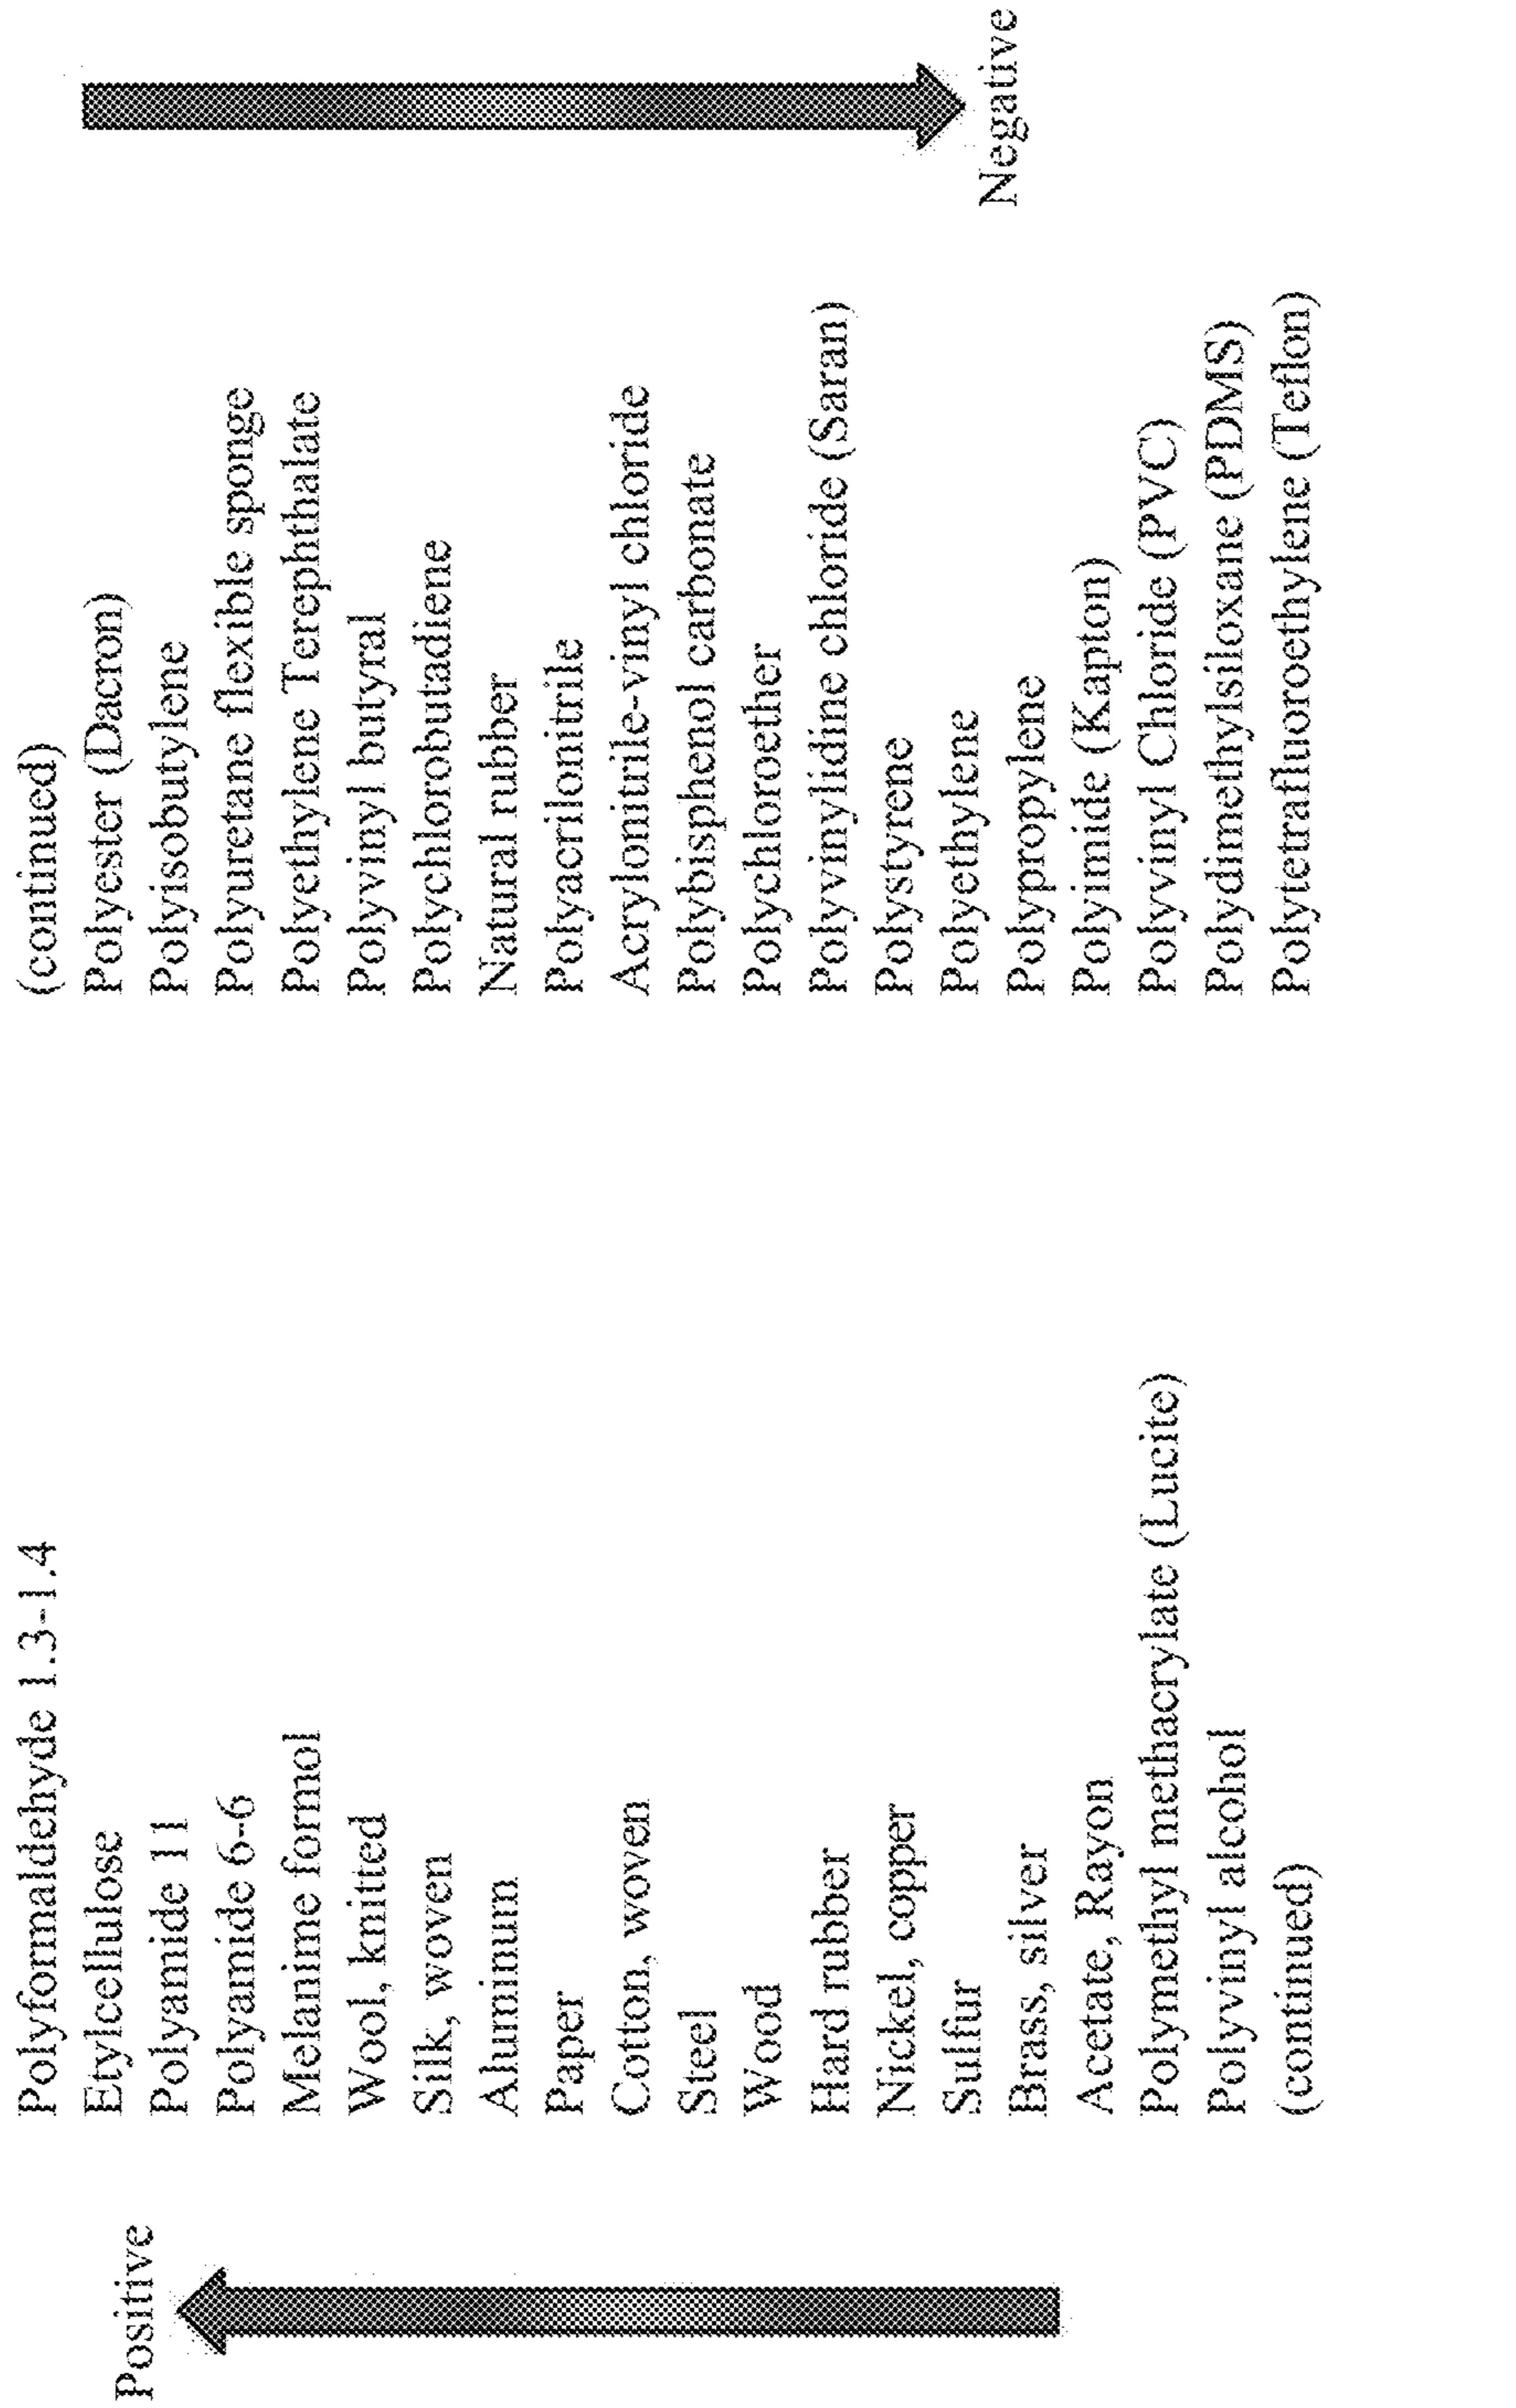 Positive
Polyformaldehyde 1.3-1.4
Etylcellulose
Polyamide 11
Polyamide 6-6
Melanime formol
Wool, knitted
Silk, woven
Aluminum
Paper
Cotton, woven
Steel
Wood
Hard rubber
Nickel, copper
Sulfur
Brass, silver
Acetate, Rayon
Polymethyl methacrylate (Lucite)
Polyvinyl alcohol
(continued)
(continued)
Polyester (Dacron)
Polyisobutylene
Polyuretane flexible sponge
Polyethylene Terephthalate
Polyvinyl butyral
Polychlorobutadiene
Natural rubber
Polyacrilonitrile
Acrylonitrile-vinyl chloride
Polybisphenol carbonate
Polychloroether
Polyvinylidine chloride (Saran)
Polystyrene
Polyethylene
Polypropylene
Polyimide (Kapton)
Polyvinyl Chloride (PVC)
Polydimethylsiloxane (PDMS)
Polytetrafluoroethylene (Teflon)
Negative